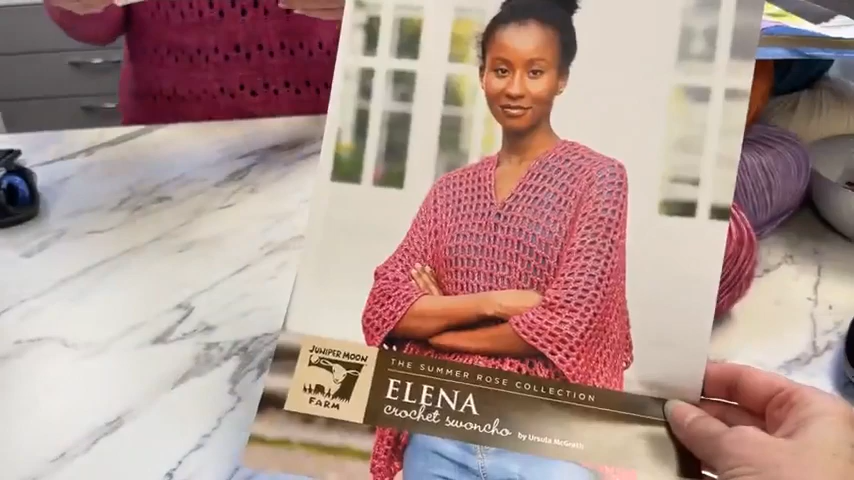 JUNIPER MOON
FARM
THE SUMMER ROSE COLLECTION
ELENA
crochet swoncho by Ursula McGrath